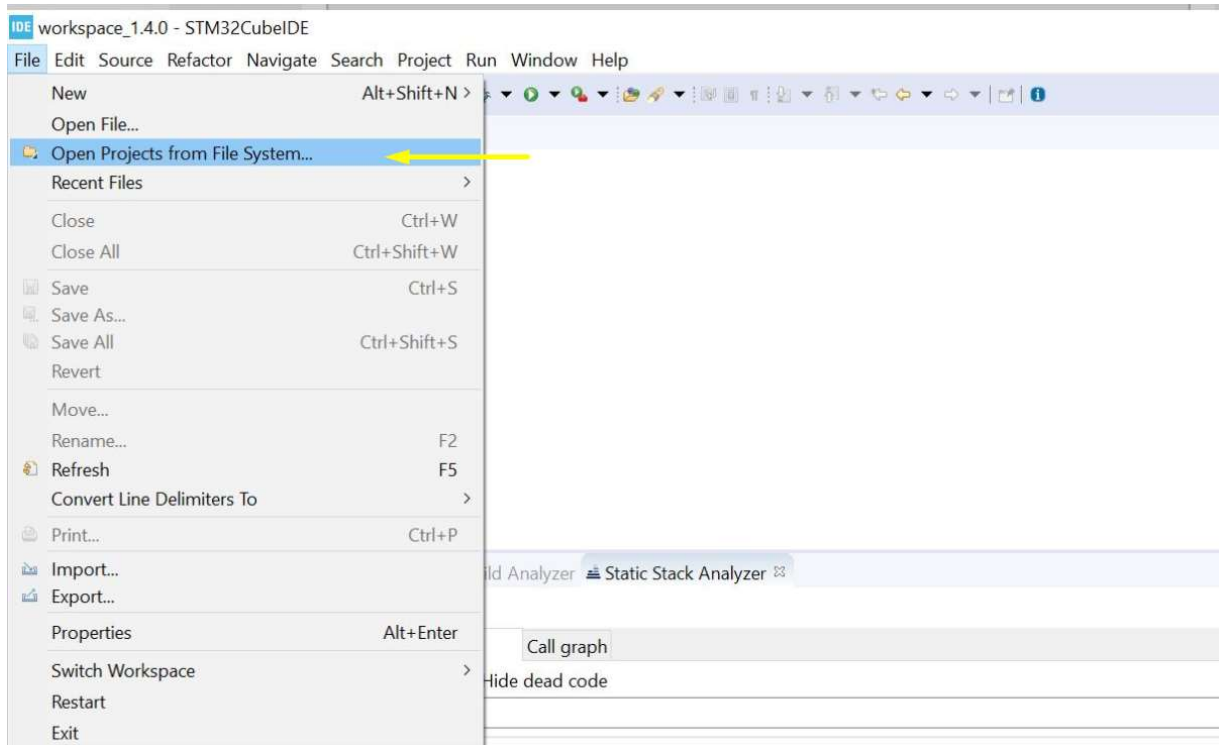 IDE workspace_1.4.0 - STM32CubeIDE
File Edit Source Refactor Navigate Search Project Run Window Help
New Alt+Shift+N >
Open File...
Open Projects from File System...
Recent Files >
Close Ctrl+W
Close All Ctrl+Shift+W
Save Ctrl+S
Save As...
Save All Ctrl+Shift+S
Revert
Move...
Rename... F2
Refresh F5
Convert Line Delimiters To >
Print... Ctrl+P
Import...
ild Analyzer Static Stack Analyzer
Export...
Properties Alt+Enter
Call graph
Switch Workspace >
Hide dead code
Restart
Exit